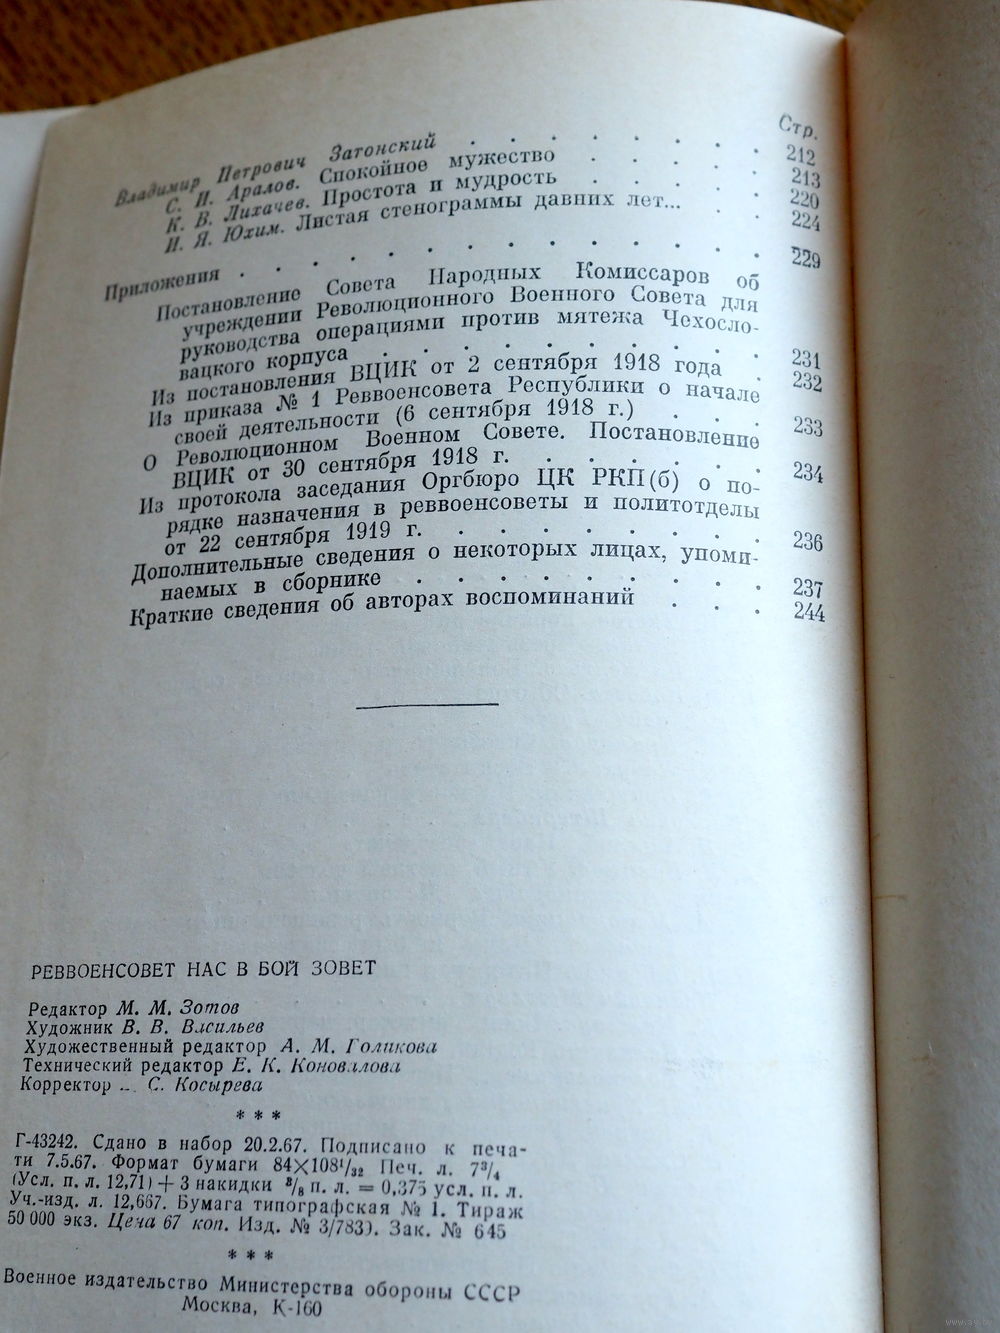 Стр.
Владимир Петрович Затонский . . . . . . . 212
С. И. Аралов. Спокойное мужество . . . . . 213
К. В. Лихачев. Простота и мудрость . . . . . 220
И. Я. Юхим. Листая стенограммы давних лет... . . 224
Приложения . . . . . . . . . . . . . . 229
Постановление Совета Народных Комиссаров об
учреждении Революционного Военного Совета для
руководства операциями против мятежа Чехосло-
вацкого корпуса . . . . . . . . . . 231
Из постановления ВЦИК от 2 сентября 1918 года . 232
Из приказа № 1 Реввоенсовета Республики о начале
своей деятельности (6 сентября 1918 г.) . . . 233
О Революционном Военном Совете. Постановление
ВЦИК от 30 сентября 1918 г. . . . . . . 234
Из протокола заседания Оргбюро ЦК РКП(б) о по-
рядке назначения в реввоенсоветы и политотделы
от 22 сентября 1919 г. . . . . . . . . 236
Дополнительные сведения о некоторых лицах, упоми-
наемых в сборнике . . . . . . . . . 237
Краткие сведения об авторах воспоминаний . . . 244
РЕВВОЕНСОВЕТ НАС В БОЙ ЗОВЕТ
Редактор М. М. Зотов
Художник В. В. Васильев
Художественный редактор А. М. Голикова
Технический редактор Е. К. Коновалова
Корректор С. Косырева
* * *
Г-43242. Сдано в набор 20.2.67. Подписано к печа-
ти 7.5.67. Формат бумаги 84×108¹/₃₂ Печ. л. 7³/₄
(Усл. п. л. 12,71) + 3 накидки ³/₈ п. л. = 0,375 усл. п. л.
Уч.-изд. л. 12,667. Бумага типографская № 1. Тираж
50 000 экз. Цена 67 коп. Изд. № 3/783). Зак. № 645
* * *
Военное издательство Министерства обороны СССР
Москва, К-160
www.ay.by